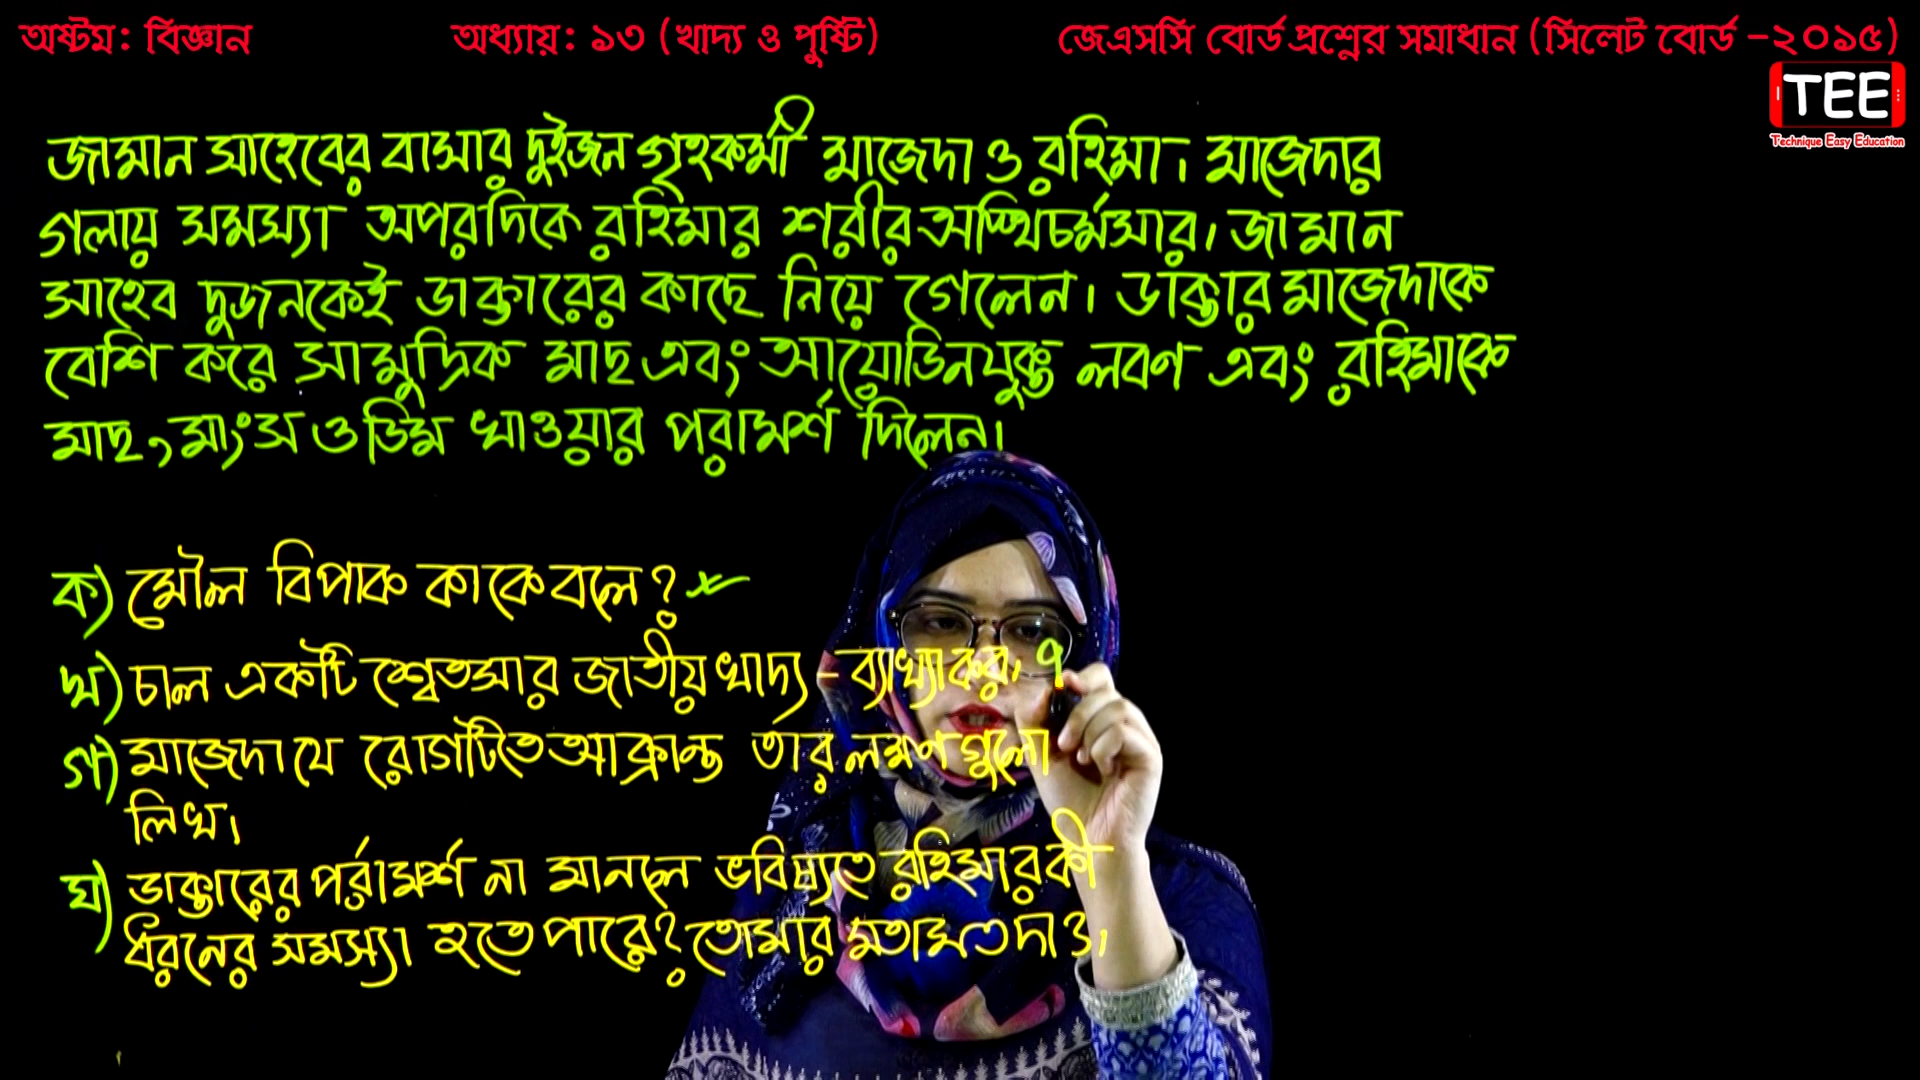 অষ্টম: বিজ্ঞান অধ্যায়: ১৩ (খাদ্য ও পুষ্টি) জেএসসি বোর্ড প্রশ্নের সমাধান (সিলেট বোর্ড -২০১৫)
TEE
Technique Easy Education
জামান সাহেবের বাসার দুইজন গৃহকর্মী মাজেদা ও রহিমা। মাজেদার
গলায় সমস্যা অপরদিকে রহিমার শরীর অস্থিচর্মসার। জামান
সাহেব দুজনকেই ডাক্তারের কাছে নিয়ে গেলেন। ডাক্তার মাজেদাকে
বেশি করে সামুদ্রিক মাছ এবং আয়োডিনযুক্ত লবণ এবং রহিমাকে
মাছ, মাংস ও ডিম খাওয়ার পরামর্শ দিলেন।
ক) মৌল বিপাক কাকে বলে?
খ) চাল একটি শ্বেতসার জাতীয় খাদ্য - ব্যাখ্যা কর।
গ) মাজেদা যে রোগটিতে আক্রান্ত তার লক্ষণ গুলো
লিখ।
ঘ) ডাক্তারের পর্রামর্শ না মানলে ভবিষ্যতে রহিমার কী
ধরনের সমস্যা হতে পারে? তোমার মতামত দাও।